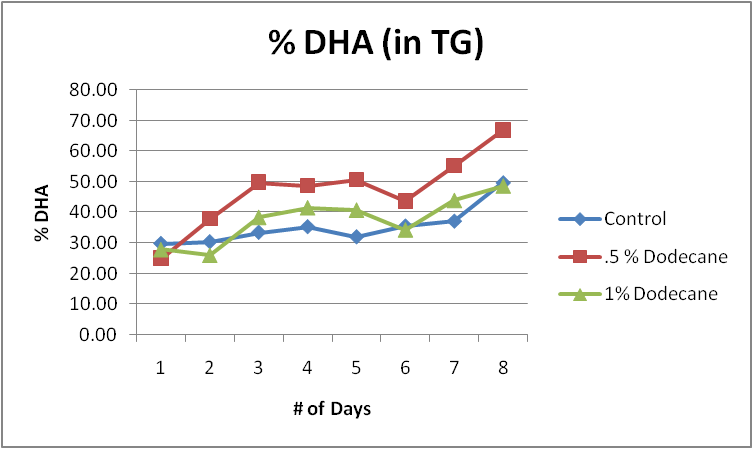 % DHA (in TG)
% DHA
80.00
70.00
60.00
50.00
40.00
30.00
20.00
10.00
0.00
1 2 3 4 5 6 7 8
# of Days
Control
.5 % Dodecane
1% Dodecane